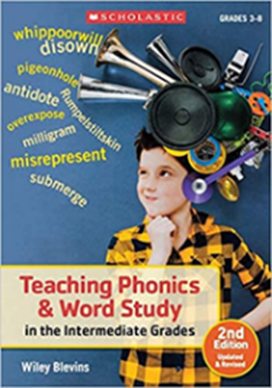 SCHOLASTIC
GRADES 3–8
whippoorwill
disown
pigeonhole
antidote
Rumpelstiltskin
overexpose
milligram
misrepresent
submerge
Teaching Phonics
& Word Study
in the Intermediate Grades
2nd
Edition
Updated
& Revised
Wiley Blevins